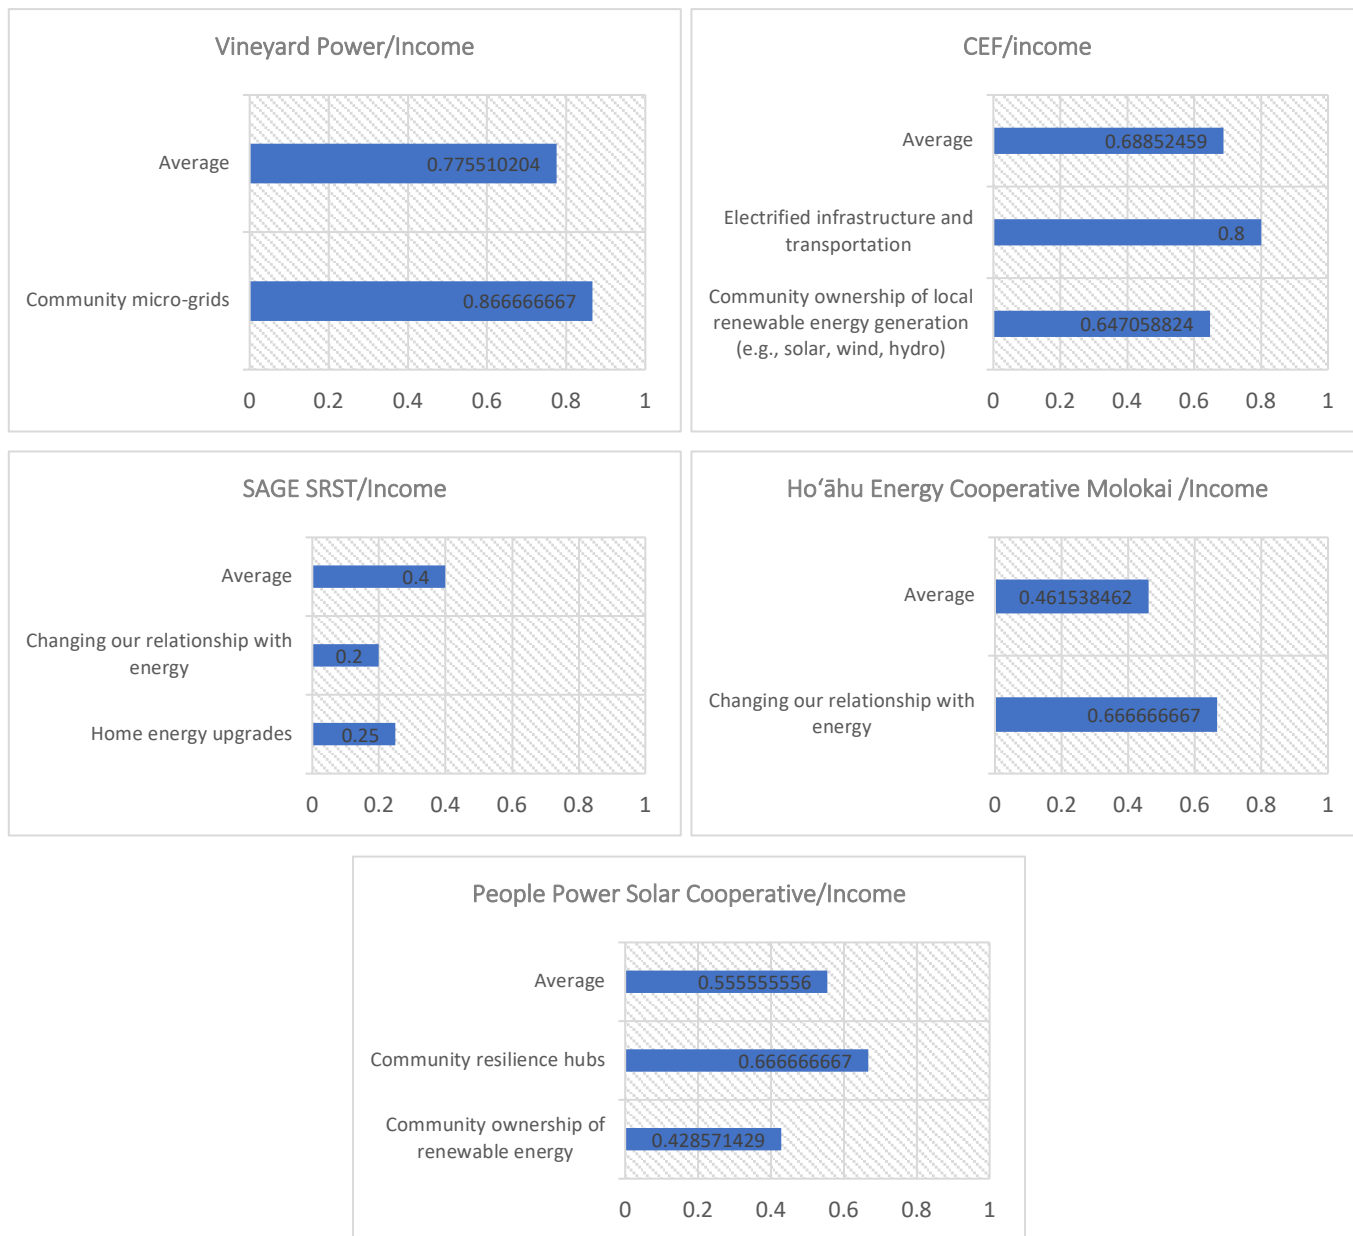 Vineyard Power/Income
Average
0.775510204
Community micro-grids
0.866666667
0 0.2 0.4 0.6 0.8 1
CEF/income
Average
0.68852459
Electrified infrastructure and
transportation
0.8
Community ownership of local
renewable energy generation
(e.g., solar, wind, hydro)
0.647058824
0 0.2 0.4 0.6 0.8 1
SAGE SRST/Income
Average
0.4
Changing our relationship with
energy
0.2
Home energy upgrades
0.25
0 0.2 0.4 0.6 0.8 1
Hoʻāhu Energy Cooperative Molokai /Income
Average
0.461538462
Changing our relationship with
energy
0.666666667
0 0.2 0.4 0.6 0.8 1
People Power Solar Cooperative/Income
Average
0.555555556
Community resilience hubs
0.666666667
Community ownership of
renewable energy
0.428571429
0 0.2 0.4 0.6 0.8 1